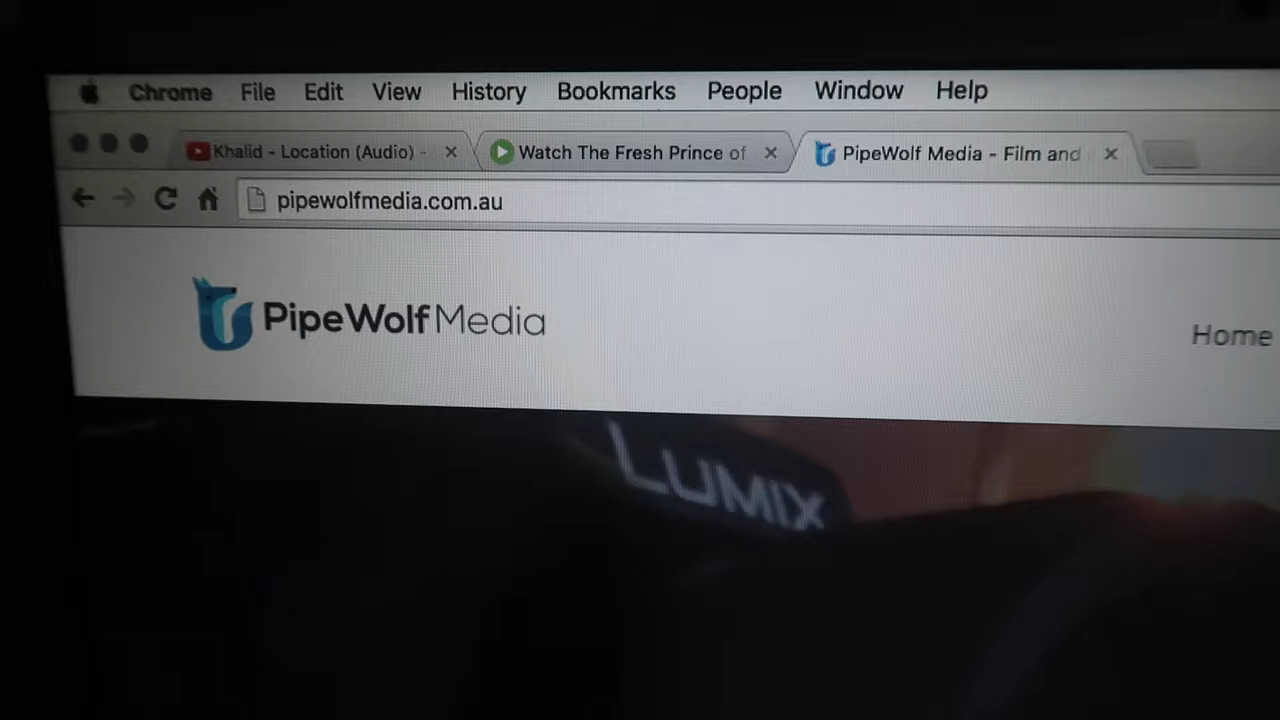 Chrome File Edit View History Bookmarks People Window Help
Khalid - Location (Audio) - Watch The Fresh Prince of PipeWolf Media - Film and
pipewolfmedia.com.au
PipeWolf Media
Home
LUMIX